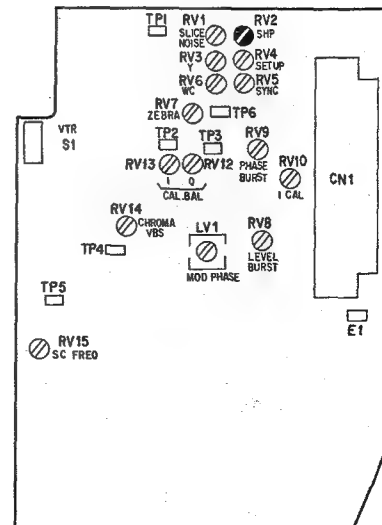 TP1
RV1
SLICE
NOISE
RV2
SHP
RV3
Y
RV4
SETUP
RV6
WC
RV5
SYNC
RV7
ZEBRA
TP6
VTR
S1
TP2
TP3
RV9
PHASE
BURST
RV13
RV12
I
Q
CAL.BAL
RV10
I CAL
CN1
RV14
CHROMA
VBS
TP4
LV1
MOD PHASE
RV8
LEVEL
BURST
TP5
E1
RV15
SC FREQ